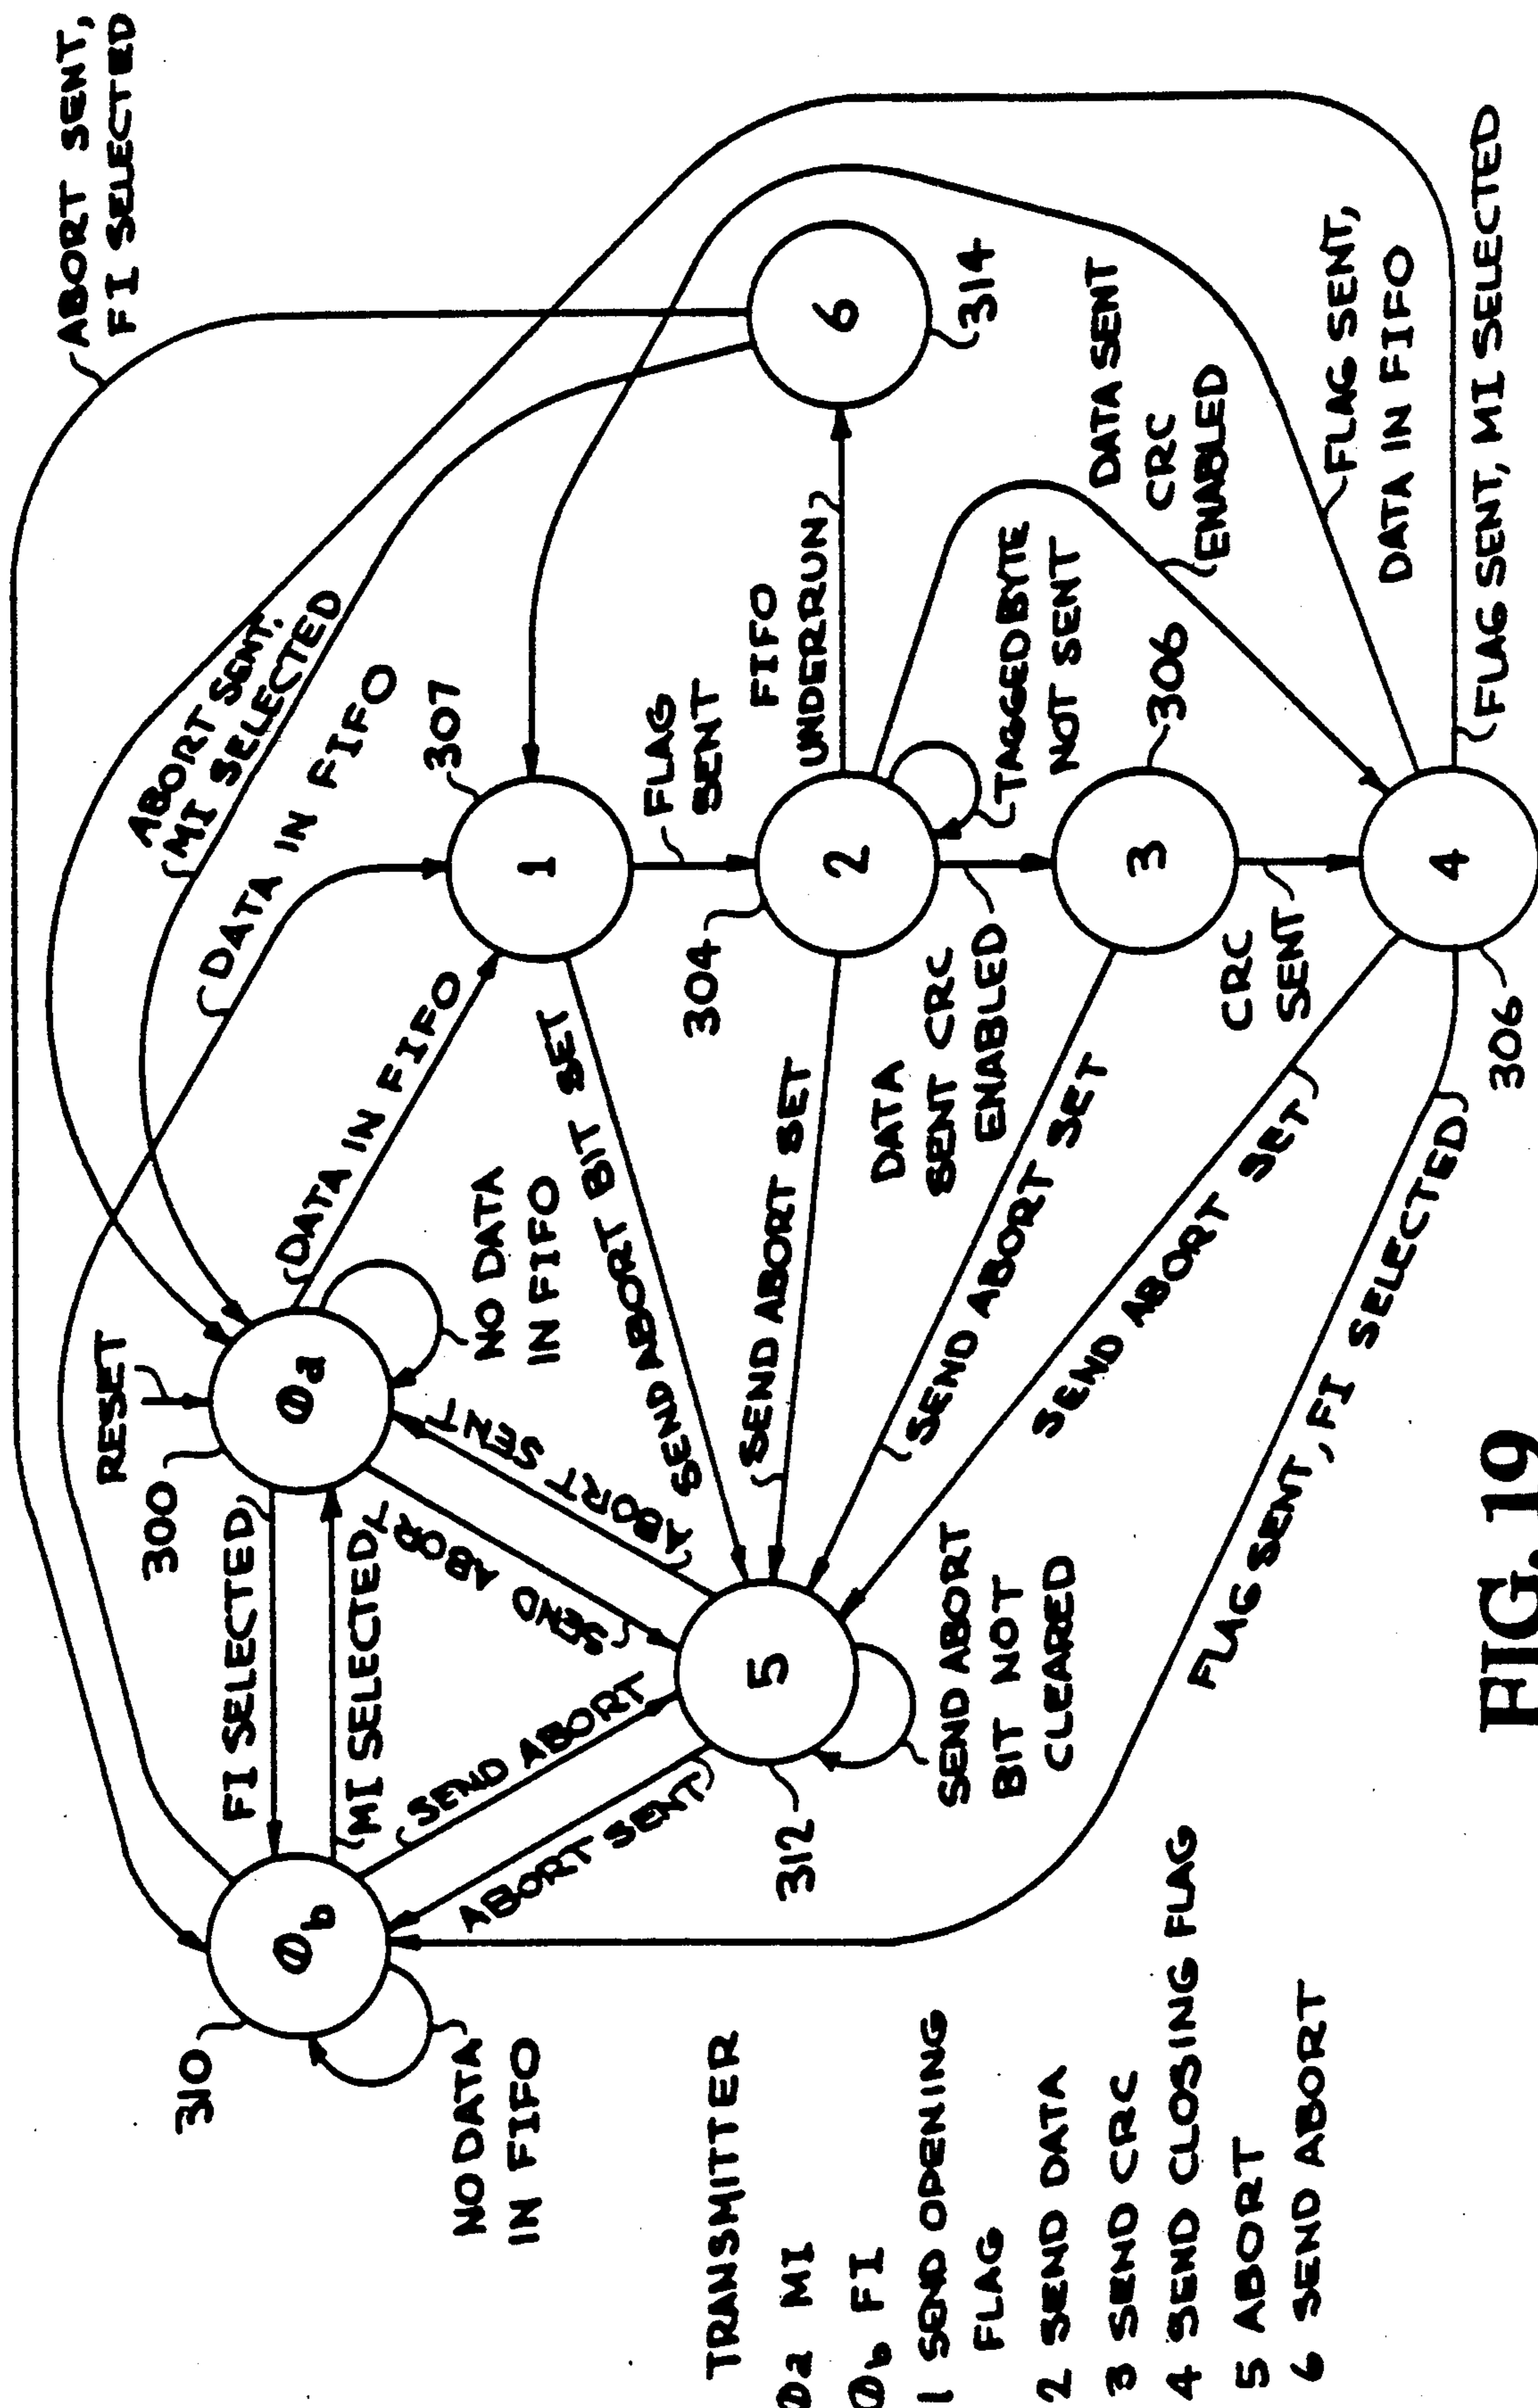 ABORT SENT,
FI SELECTED
RESET
300
310
FI SELECTED
MI SELECTED
0a
0b
NO DATA
IN FIFO
NO DATA
IN FIFO
ABORT SENT.
MI SELECTED
DATA IN FIFO
DATA IN FIFO
307
1
FLAG
SENT
SEND ABORT
ABORT SENT
SEND ABORT
ABORT SENT
SEND ABORT BIT SET
5
312
SEND ABORT
BIT NOT
CLEARED
SEND ABORT SET
304
2
FIFO
UNDERRUN
6
314
TAGED BYTE
NOT SENT
DATA
SENT CRC
ENABLED
DATA SENT
CRC
ENABLED
SEND ABORT SET
3
306
CRC
SENT
SEND ABORT SET
FLAG SENT,
DATA IN FIFO
4
306
FLAG SENT, FI SELECTED
FLAG SENT, MI SELECTED
TRANSMITTER
0a MI
0b FI
1 SEND OPENING
FLAG
2 SEND DATA
3 SEND CRC
4 SEND CLOSING FLAG
5 ABORT
6 SEND ABORT
FIG. 19